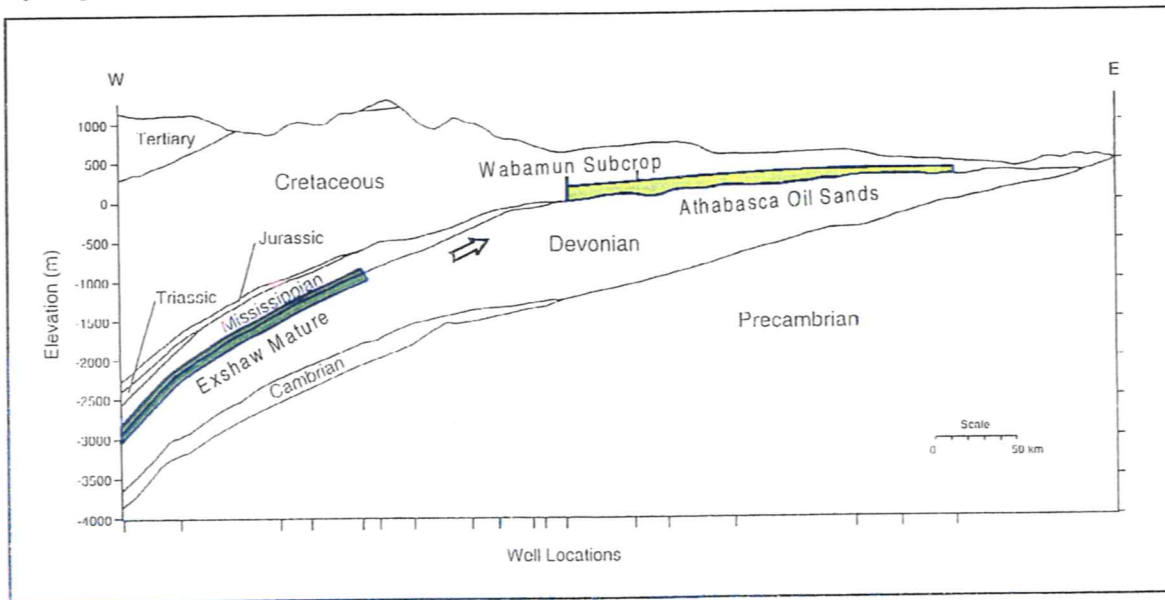 W
E
1000
500
0
-500
-1000
-1500
-2000
-2500
-3000
-3500
-4000
Elevation (m)
Tertiary
Cretaceous
Wabamun Subcrop
Athabasca Oil Sands
Jurassic
Devonian
Triassic
Mississippian
Exshaw Mature
Cambrian
Precambrian
Scale
0 50 km
Well Locations